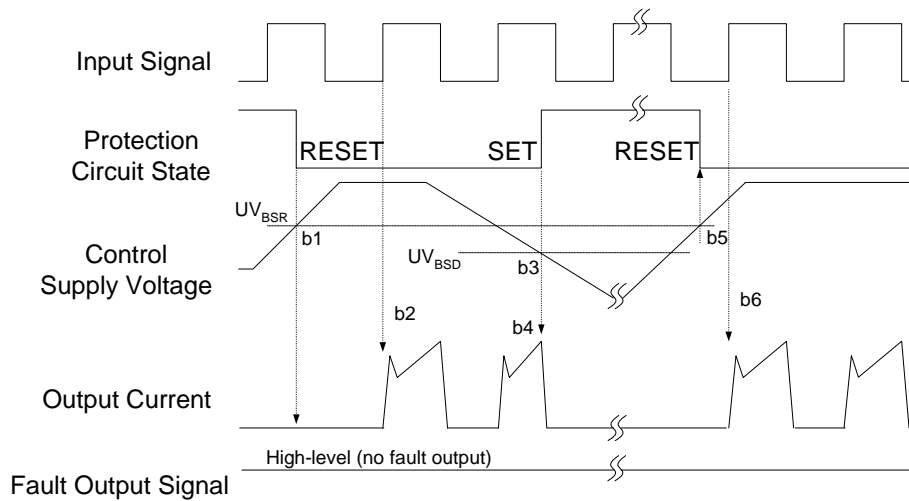 Input Signal
Protection
Circuit State
RESET
SET
RESET
UVBSR
b1
b5
Control
Supply Voltage
UVBSD
b3
b2
b4
b6
Output Current
High-level (no fault output)
Fault Output Signal